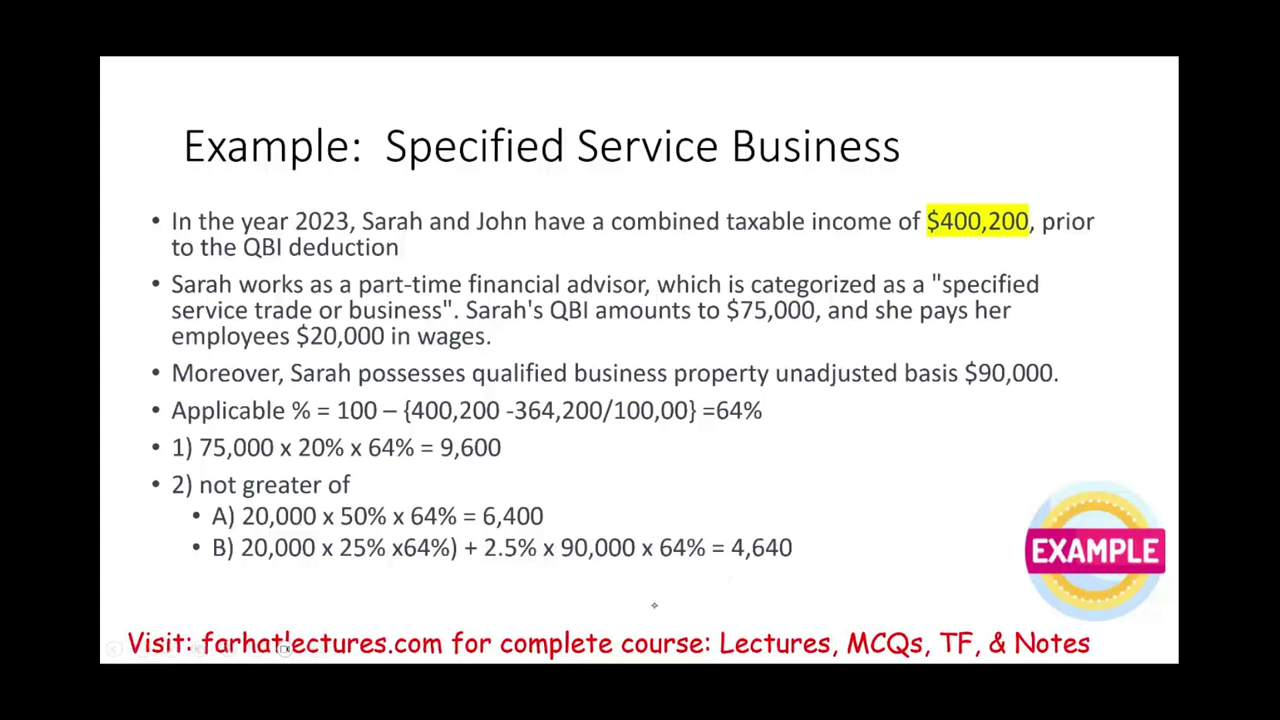 Example: Specified Service Business
• In the year 2023, Sarah and John have a combined taxable income of $400,200, prior
to the QBI deduction
• Sarah works as a part-time financial advisor, which is categorized as a "specified
service trade or business". Sarah's QBI amounts to $75,000, and she pays her
employees $20,000 in wages.
• Moreover, Sarah possesses qualified business property unadjusted basis $90,000.
• Applicable % = 100 – {400,200 -364,200/100,00} =64%
• 1) 75,000 x 20% x 64% = 9,600
• 2) not greater of
• A) 20,000 x 50% x 64% = 6,400
• B) 20,000 x 25% x64%) + 2.5% x 90,000 x 64% = 4,640
EXAMPLE
Visit: farhatlectures.com for complete course: Lectures, MCQs, TF, & Notes